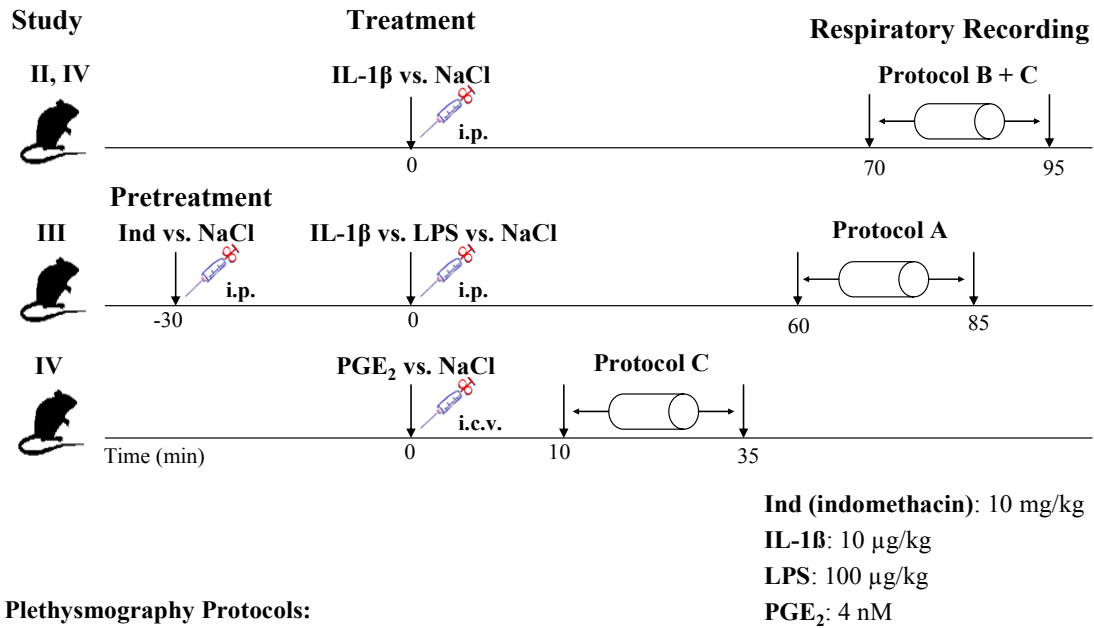 Study Treatment Respiratory Recording
II, IV IL-1β vs. NaCl Protocol B + C
i.p.
0 70 95
Pretreatment
III Ind vs. NaCl IL-1β vs. LPS vs. NaCl Protocol A
i.p. i.p.
-30 0 60 85
IV PGE₂ vs. NaCl Protocol C
i.c.v.
Time (min) 0 10 35
Ind (indomethacin): 10 mg/kg
IL-1ß: 10 µg/kg
LPS: 100 µg/kg
Plethysmography Protocols: PGE₂: 4 nM